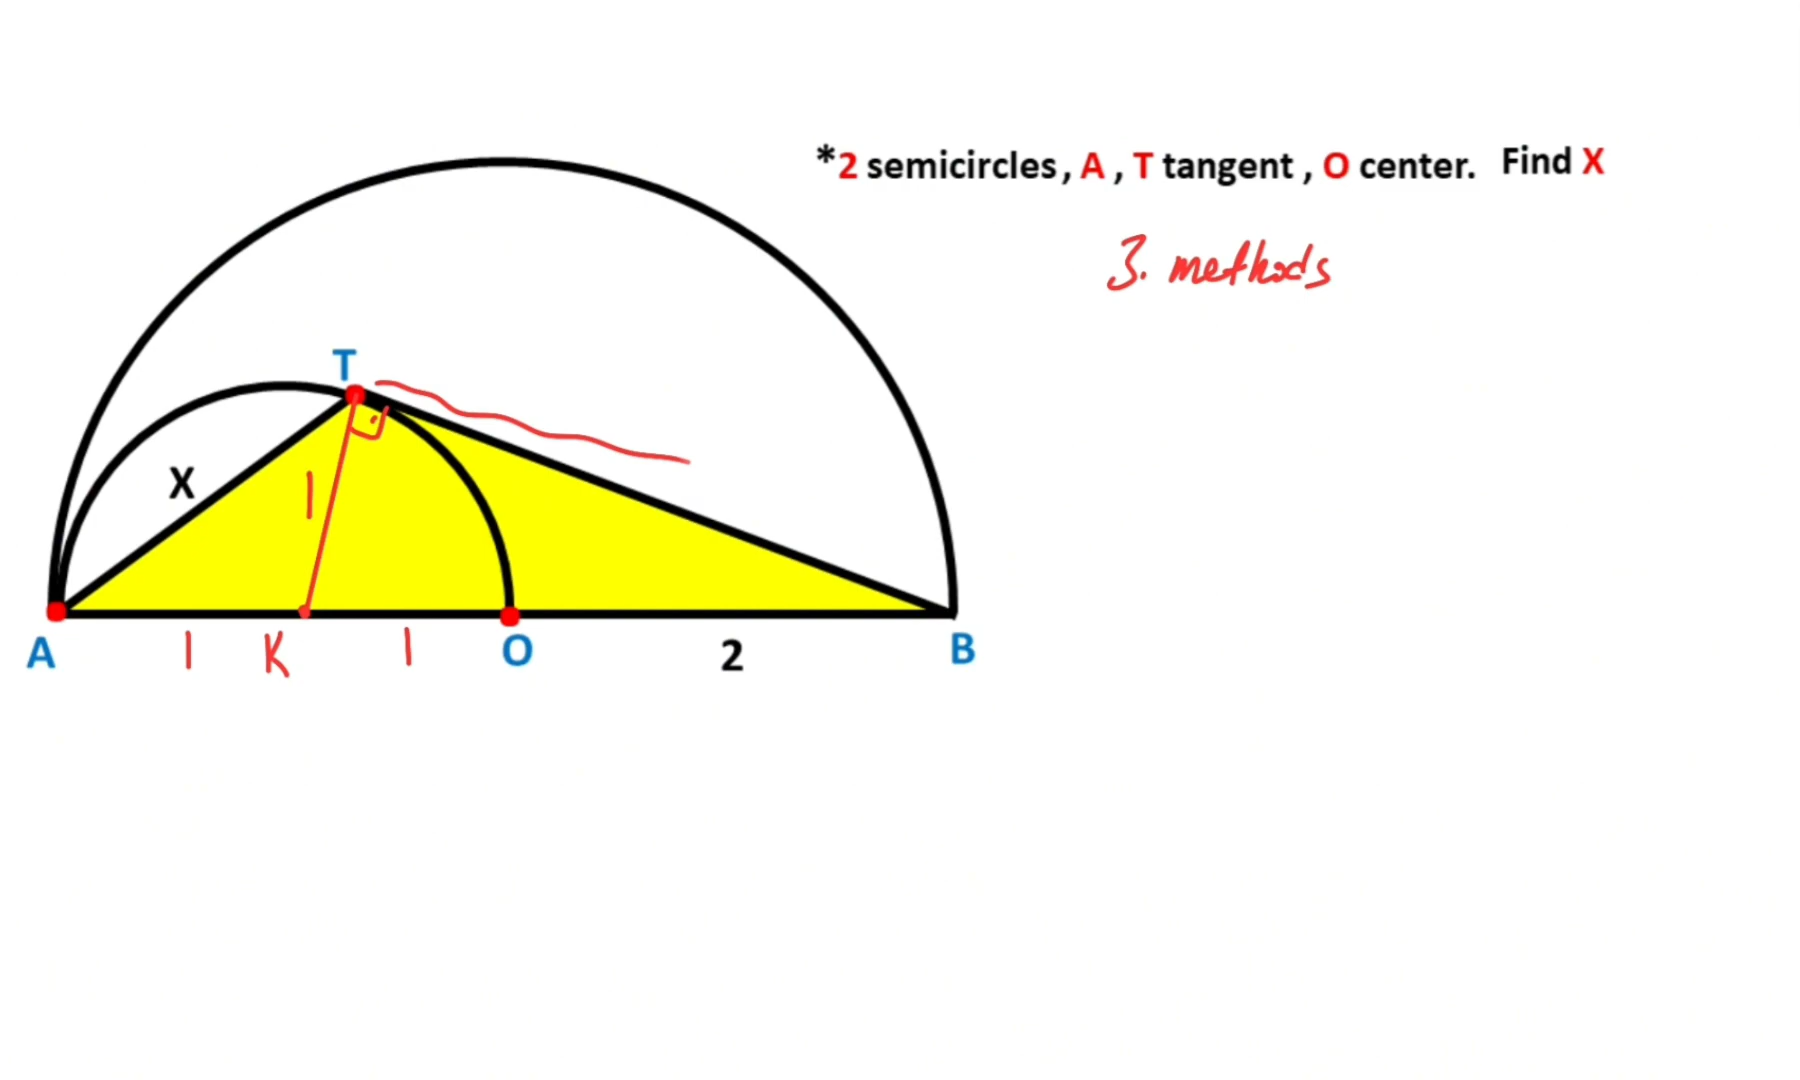 *2 semicircles, A, T tangent, O center. Find X
3. methods
T
X
1
A
1
K
1
O
2
B